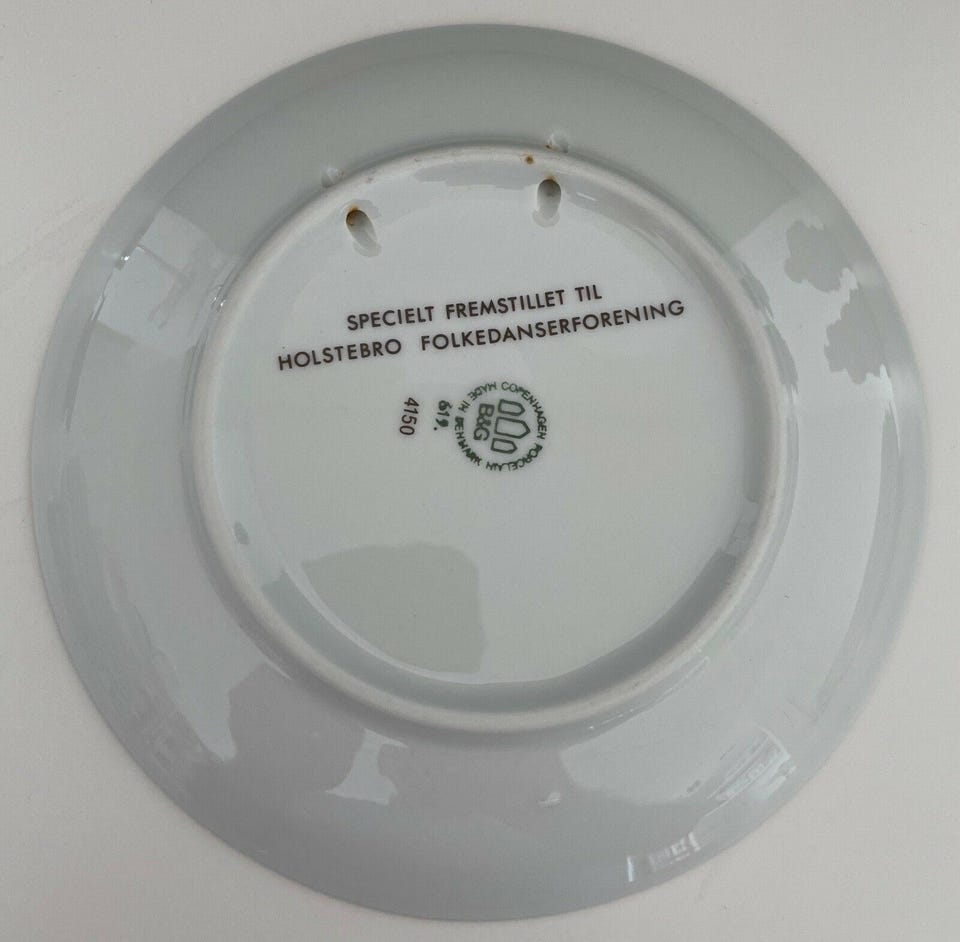 SPECIELT FREMSTILLET TIL
HOLSTEBRO FOLKEDANSERFORENING
MADE IN DENMARK COPENHAGEN PORCELAIN
B&G
619.
4150